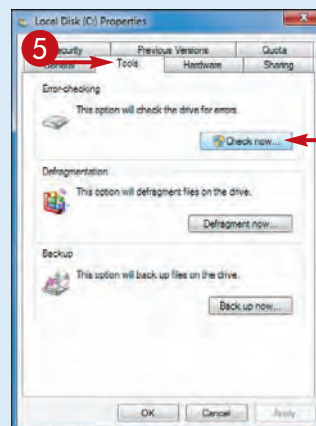 Local Disk (C:) Properties
5
Security Previous Versions Quota
General Tools Hardware Sharing
Error-checking
This option will check the drive for errors.
Check now...
Defragmentation
This option will defragment files on the drive.
Defragment now...
Backup
This option will back up files on the drive.
Back up now...
OK Cancel Apply